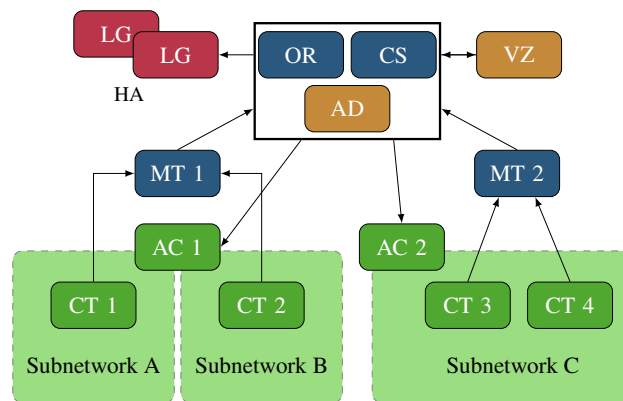 LG
LG
OR
CS
VZ
HA
AD
MT 1
MT 2
AC 1
AC 2
CT 1
CT 2
CT 3
CT 4
Subnetwork A
Subnetwork B
Subnetwork C